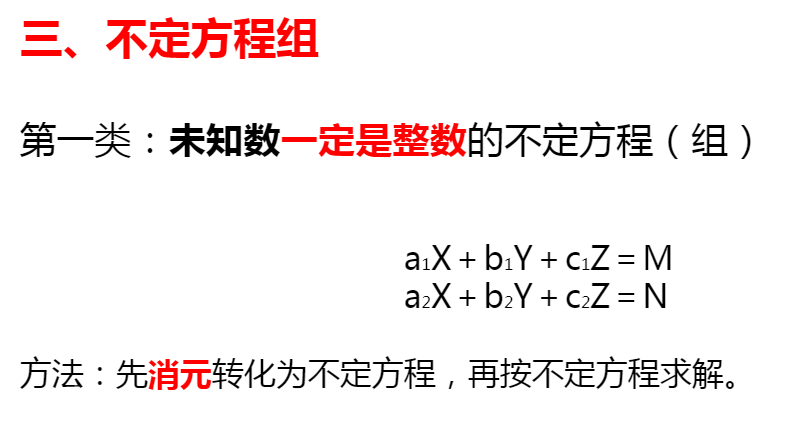 三、不定方程组
第一类：未知数一定是整数的不定方程（组）
a₁X＋b₁Y＋c₁Z＝M
a₂X＋b₂Y＋c₂Z＝N
方法：先消元转化为不定方程，再按不定方程求解。